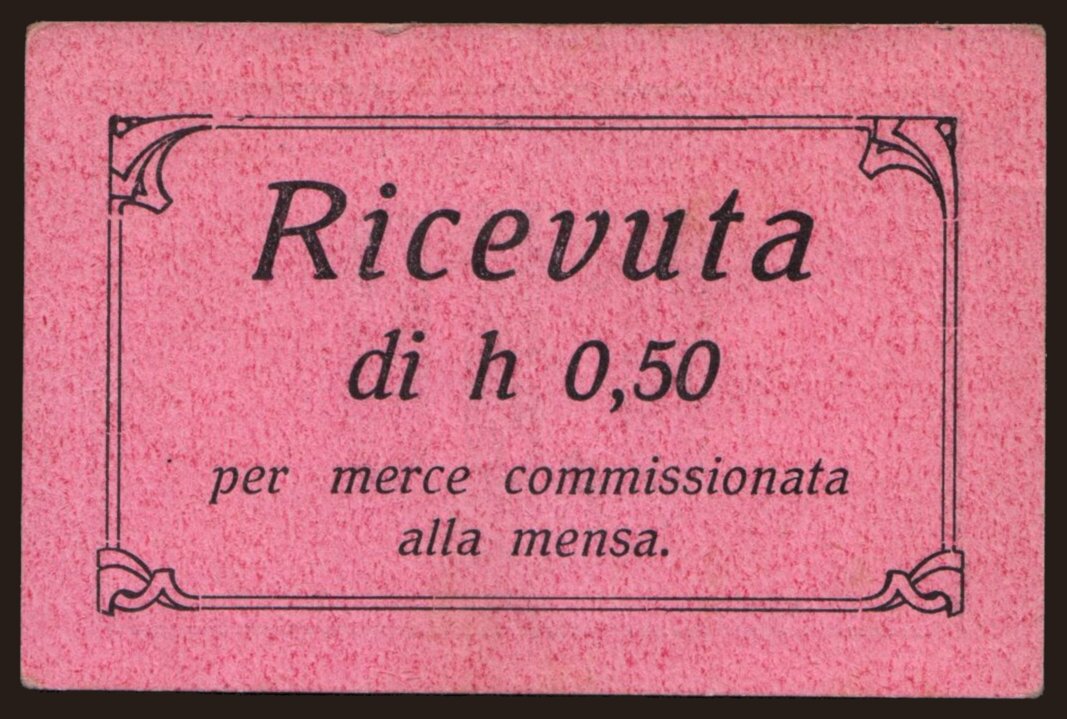 Ricevuta
di h 0,50
per merce commissionata
alla mensa.